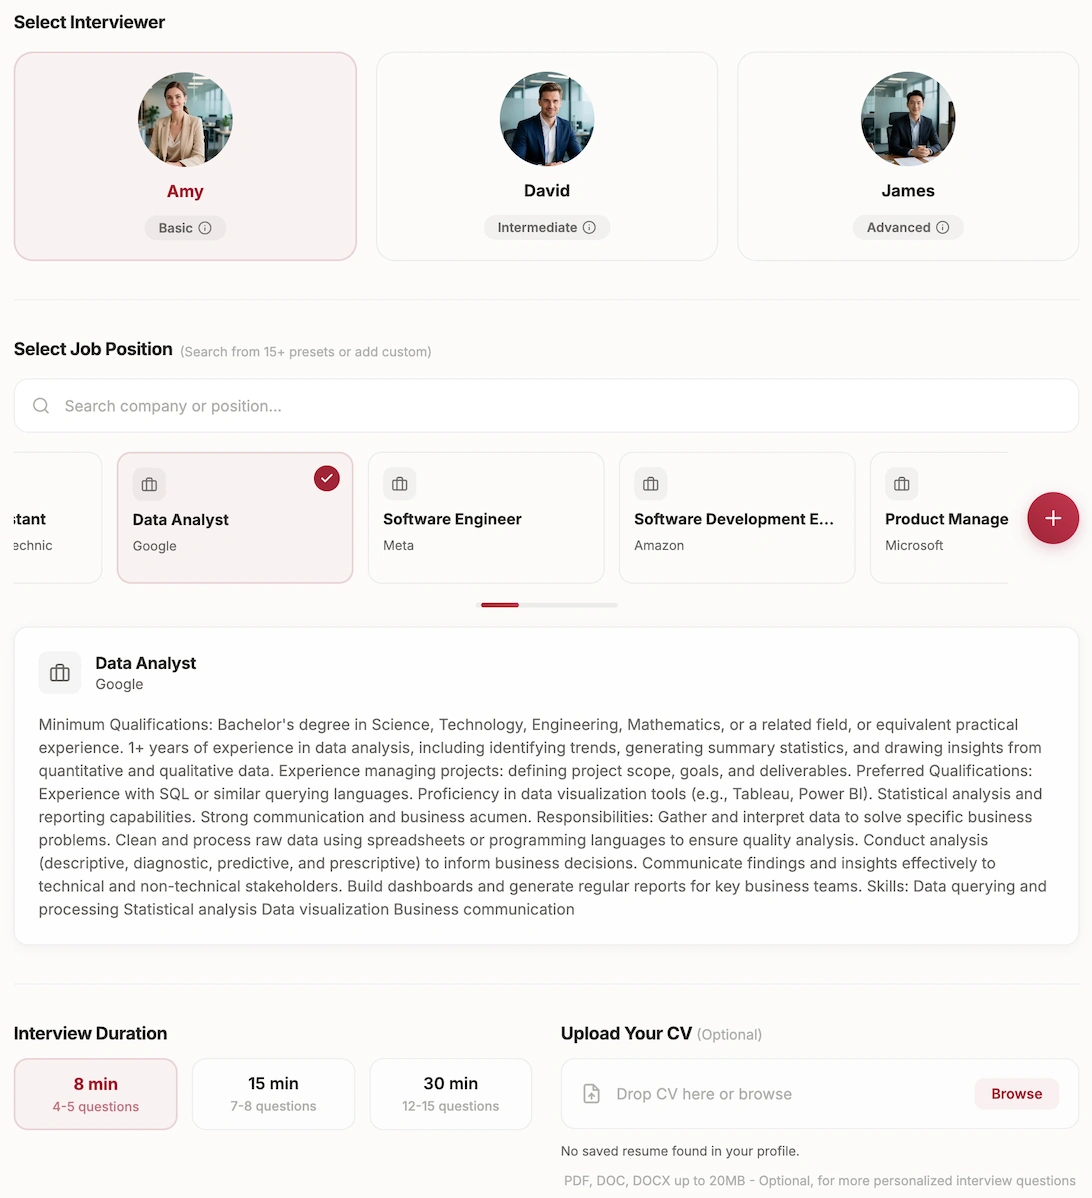 Select Interviewer
Amy
Basic
David
Intermediate
James
Advanced
Select Job Position (Search from 15+ presets or add custom)
Search company or position...
stant
echnic
Data Analyst
Google
Software Engineer
Meta
Software Development E...
Amazon
Product Manage
Microsoft
Data Analyst
Google
Minimum Qualifications: Bachelor's degree in Science, Technology, Engineering, Mathematics, or a related field, or equivalent practical
experience. 1+ years of experience in data analysis, including identifying trends, generating summary statistics, and drawing insights from
quantitative and qualitative data. Experience managing projects: defining project scope, goals, and deliverables. Preferred Qualifications:
Experience with SQL or similar querying languages. Proficiency in data visualization tools (e.g., Tableau, Power BI). Statistical analysis and
reporting capabilities. Strong communication and business acumen. Responsibilities: Gather and interpret data to solve specific business
problems. Clean and process raw data using spreadsheets or programming languages to ensure quality analysis. Conduct analysis
(descriptive, diagnostic, predictive, and prescriptive) to inform business decisions. Communicate findings and insights effectively to
technical and non-technical stakeholders. Build dashboards and generate regular reports for key business teams. Skills: Data querying and
processing Statistical analysis Data visualization Business communication
Interview Duration
8 min
4-5 questions
15 min
7-8 questions
30 min
12-15 questions
Upload Your CV (Optional)
Drop CV here or browse
Browse
No saved resume found in your profile.
PDF, DOC, DOCX up to 20MB - Optional, for more personalized interview questions